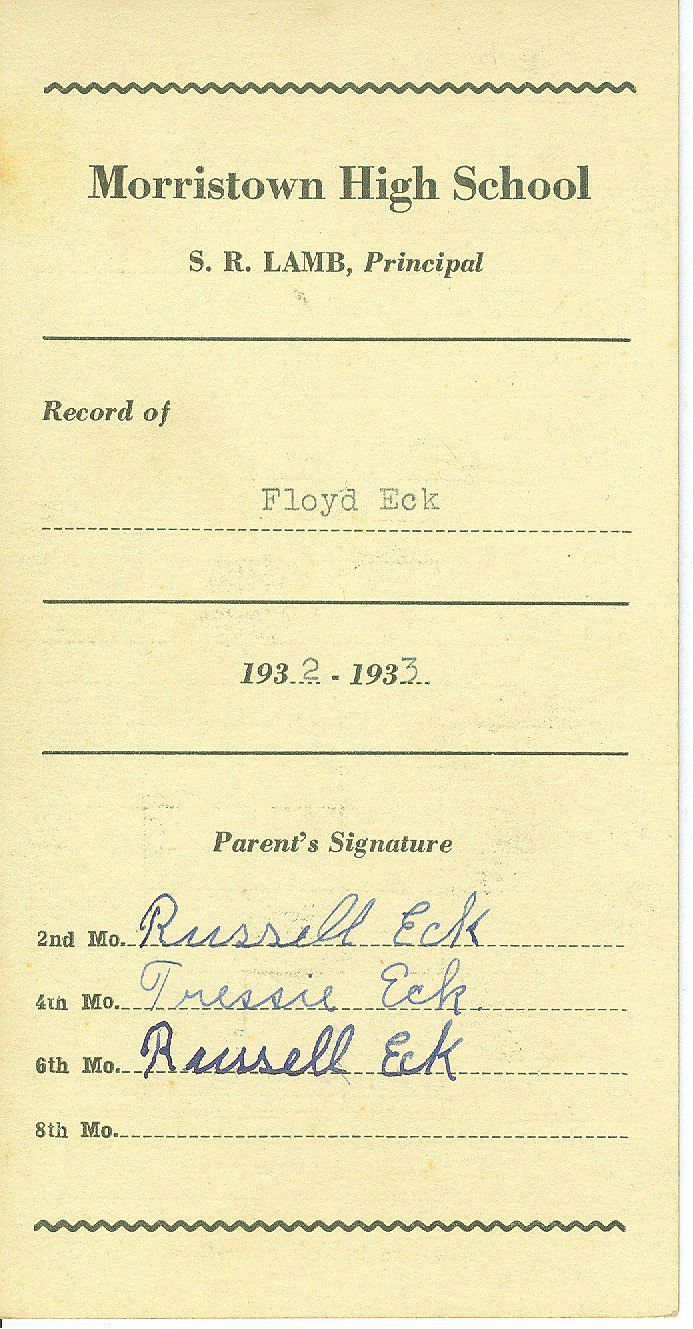 Morristown High School
S. R. LAMB, Principal
Record of
Floyd Eck
1932 - 1933
Parent's Signature
2nd Mo. Russell Eck
4th Mo. Tressie Eck
6th Mo. Russell Eck
8th Mo.